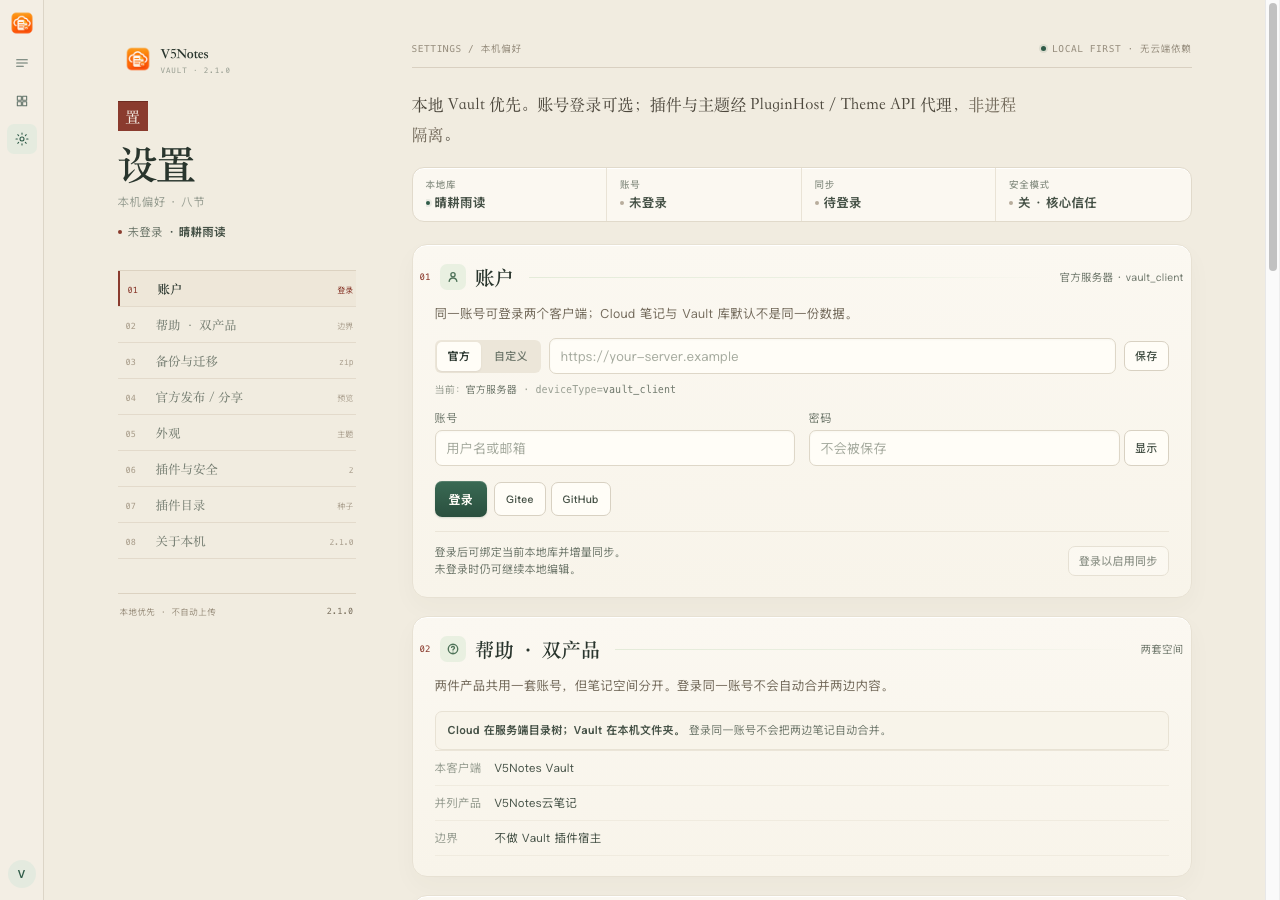 V5Notes
VAULT · 2.1.0
置
设置
本机偏好 · 八节
未登录 · 晴耕雨读
01 账户 登录
02 帮助 · 双产品 边界
03 备份与迁移 zip
04 官方发布 / 分享 预览
05 外观 主题
06 插件与安全 2
07 插件目录 种子
08 关于本机 2.1.0
本地优先 · 不自动上传 2.1.0
V
SETTINGS / 本机偏好
LOCAL FIRST · 无云端依赖
本地 Vault 优先。账号登录可选；插件与主题经 PluginHost / Theme API 代理，非进程
隔离。
本地库
晴耕雨读
账号
未登录
同步
待登录
安全模式
关 · 核心信任
01 账户 官方服务器 · vault_client
同一账号可登录两个客户端；Cloud 笔记与 Vault 库默认不是同一份数据。
官方 自定义 https://your-server.example 保存
当前：官方服务器 · deviceType=vault_client
账号 密码
用户名或邮箱 不会被保存 显示
登录 Gitee GitHub
登录后可绑定当前本地库并增量同步。
未登录时仍可继续本地编辑。
登录以启用同步
02 帮助 · 双产品 两套空间
两件产品共用一套账号，但笔记空间分开。登录同一账号不会自动合并两边内容。
Cloud 在服务端目录树；Vault 在本机文件夹。 登录同一账号不会把两边笔记自动合并。
本客户端 V5Notes Vault
并列产品 V5Notes云笔记
边界 不做 Vault 插件宿主